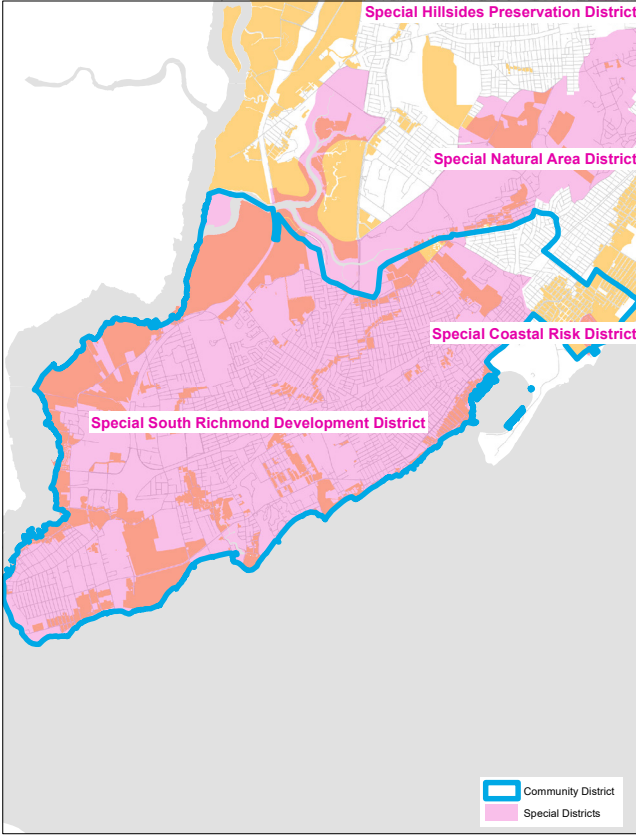 Special Hillsides Preservation District
Special Natural Area District
Special Coastal Risk District
Special South Richmond Development District
Community District
Special Districts